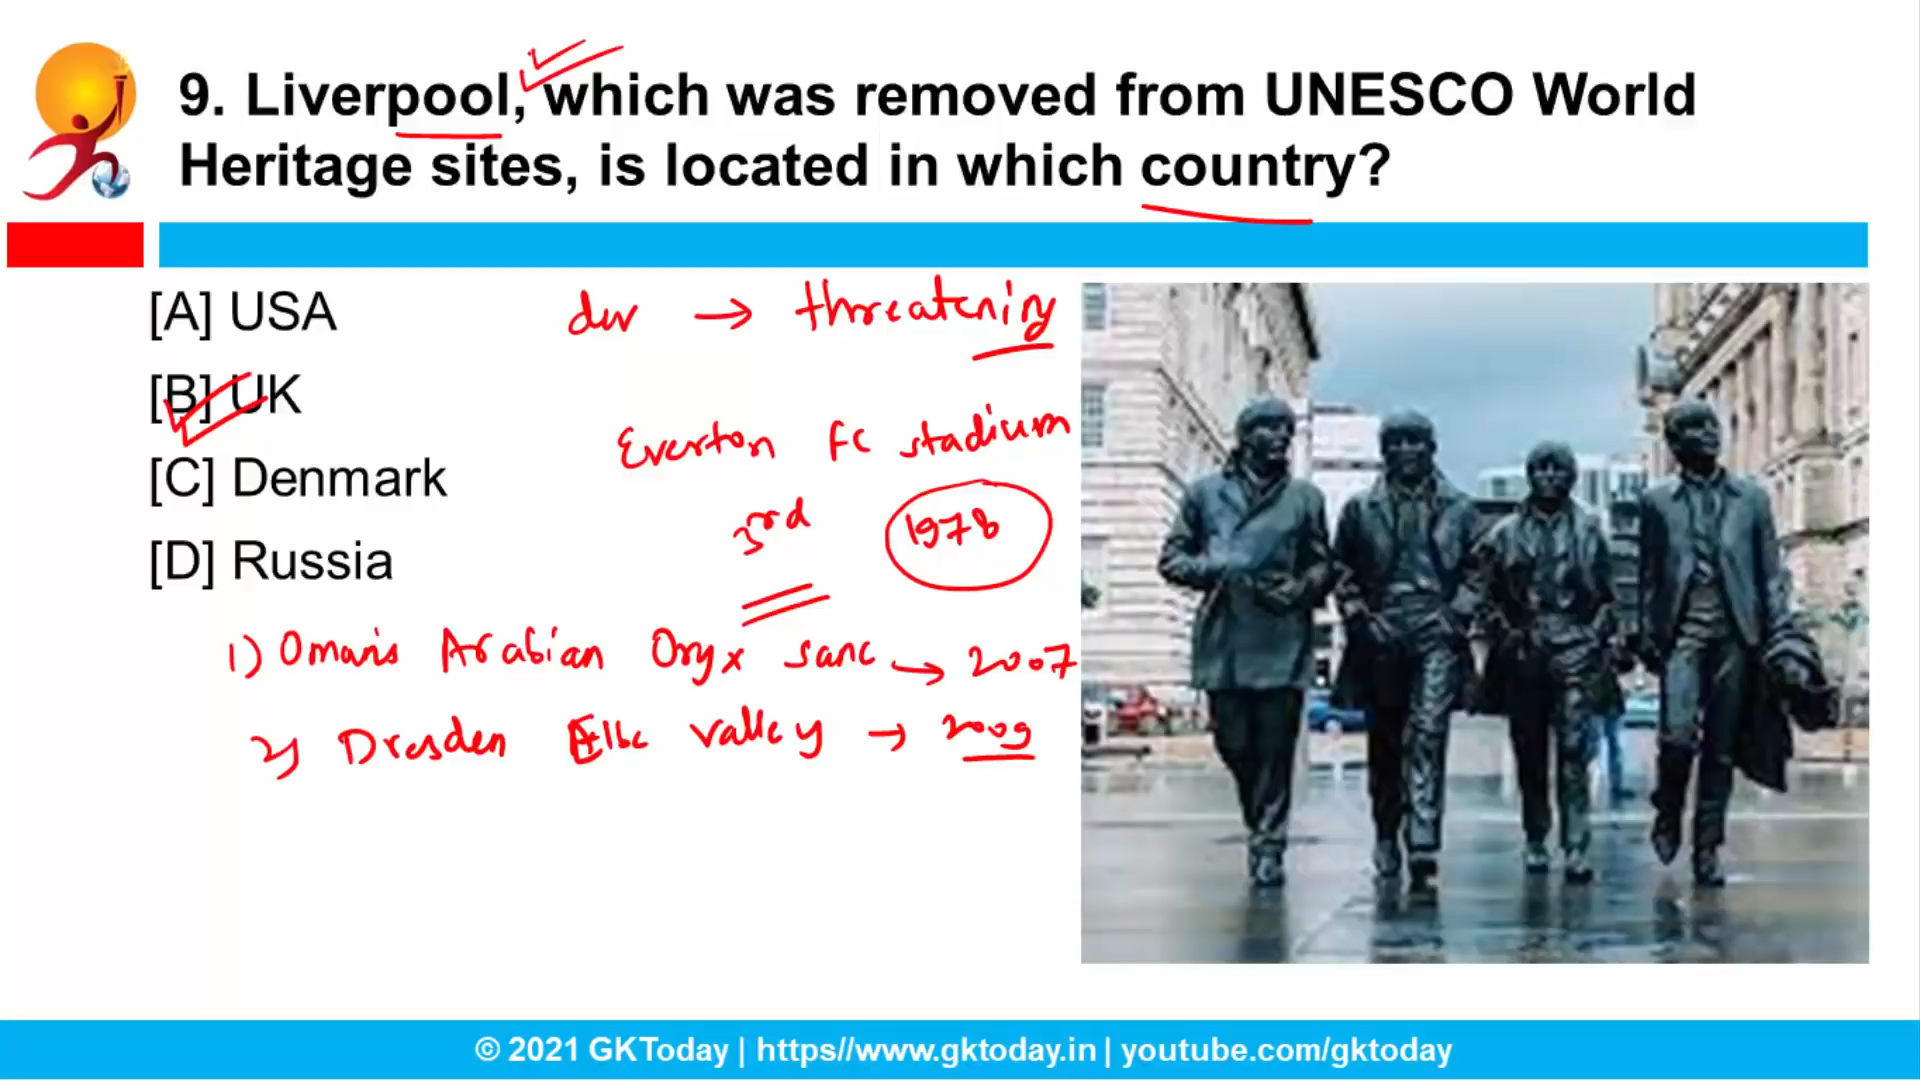 9. Liverpool, which was removed from UNESCO World
Heritage sites, is located in which country?
[A] USA
dev → threatening
[B] UK
Everton FC stadium
[C] Denmark
3rd 1978
[D] Russia
1) Oman's Arabian Oryx sanc → 2007
2) Dresden Elbe valley → 2009
© 2021 GKToday | https//www.gktoday.in | youtube.com/gktoday